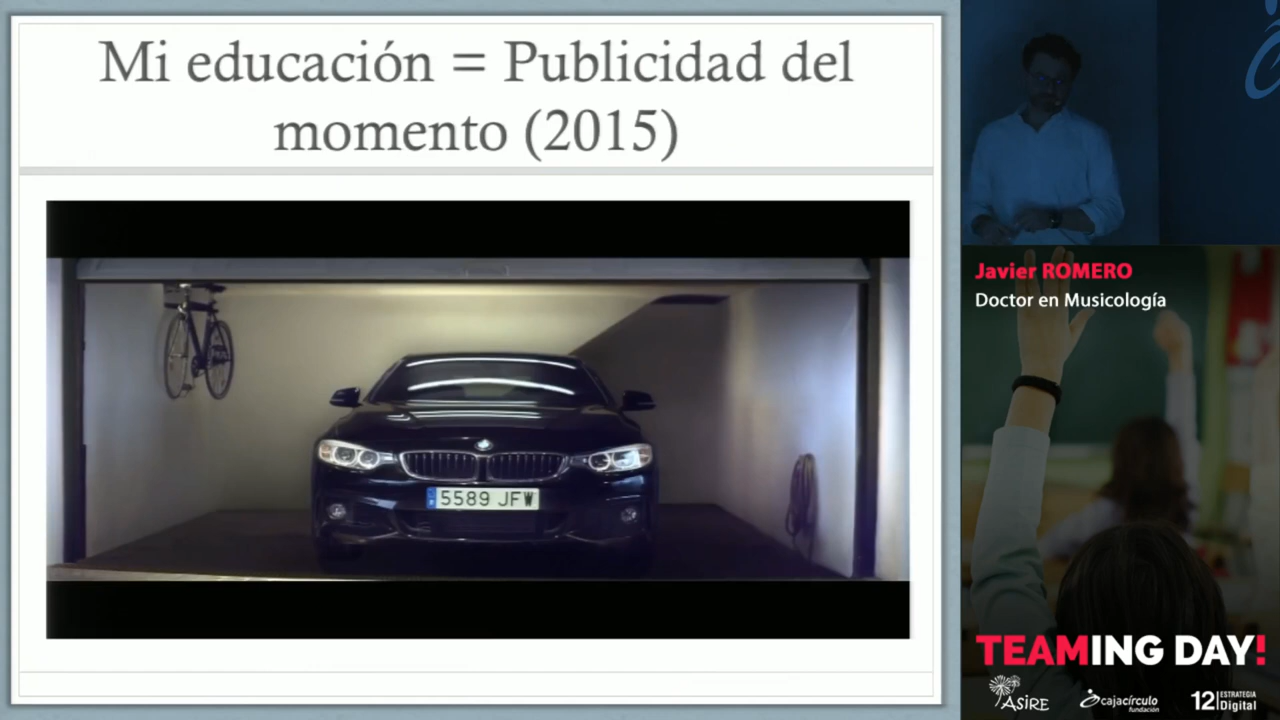 Mi educación = Publicidad del
momento (2015)
5589 JFW
Javier ROMERO
Doctor en Musicología
TEAMING DAY!
ASIRE
cajacírculo
fundación
12 ESTRATEGIA
Digital